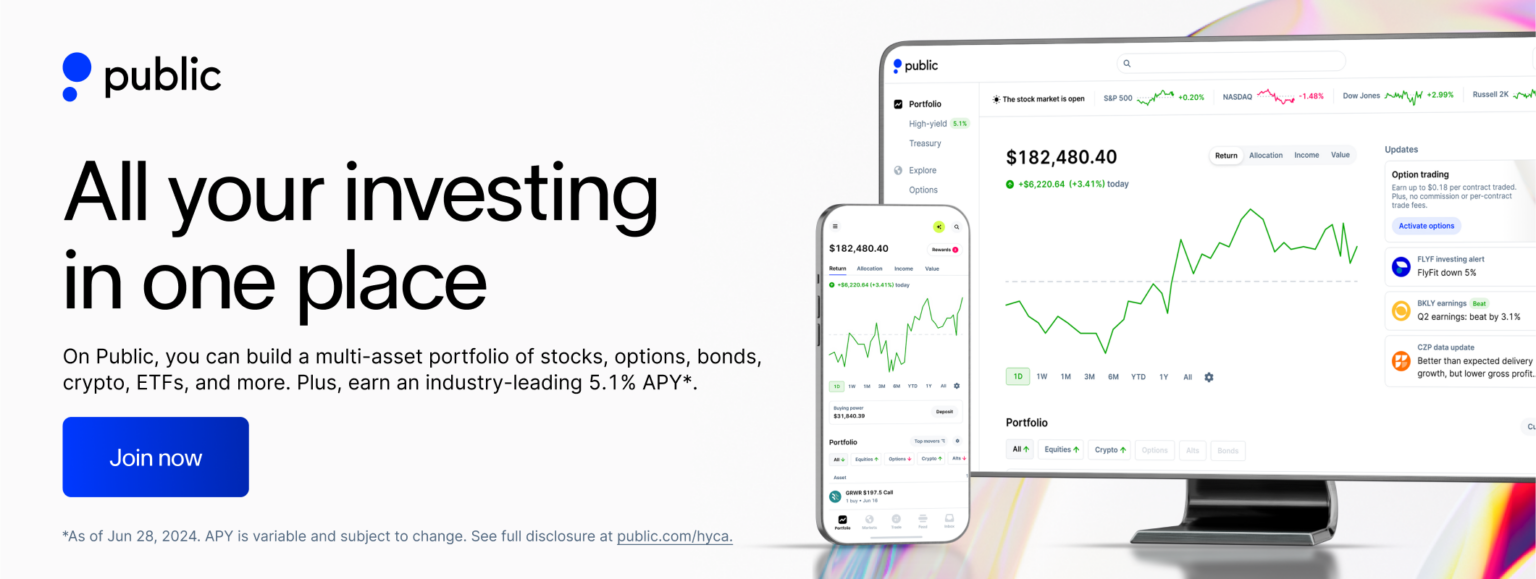 public
All your investing
in one place
On Public, you can build a multi-asset portfolio of stocks, options, bonds,
crypto, ETFs, and more. Plus, earn an industry-leading 5.1% APY*.
Join now
*As of Jun 28, 2024. APY is variable and subject to change. See full disclosure at public.com/hyca.
$182,480.40
Rewards
Return Allocation Income Value
+$6,220.64 (+3.41%) today
1D 1W 1M 3M 6M YTD 1Y All
Buying power
$31,840.39
Deposit
Portfolio
Top movers
All Equities Options Crypto Alts
Asset
GRWR $197.5 Call
1 buy • Jun 18
Portfolio
public
The stock market is open
S&P 500 +0.20%
NASDAQ -1.48%
Dow Jones +2.99%
Russell 2K
Portfolio
High-yield 5.1%
Treasury
Explore
Options
$182,480.40
+$6,220.64 (+3.41%) today
Return Allocation Income Value
1D 1W 1M 3M 6M YTD 1Y All
Portfolio
All Equities Crypto Options Alts Bonds
Updates
Option trading
Earn up to $0.18 per contract traded.
Plus, no commission or per-contract
trade fees.
Activate options
FLYF investing alert
FlyFit down 5%
BKLY earnings Beat
Q2 earnings: beat by 3.1%
CZP data update
Better than expected delivery
growth, but lower gross profit..